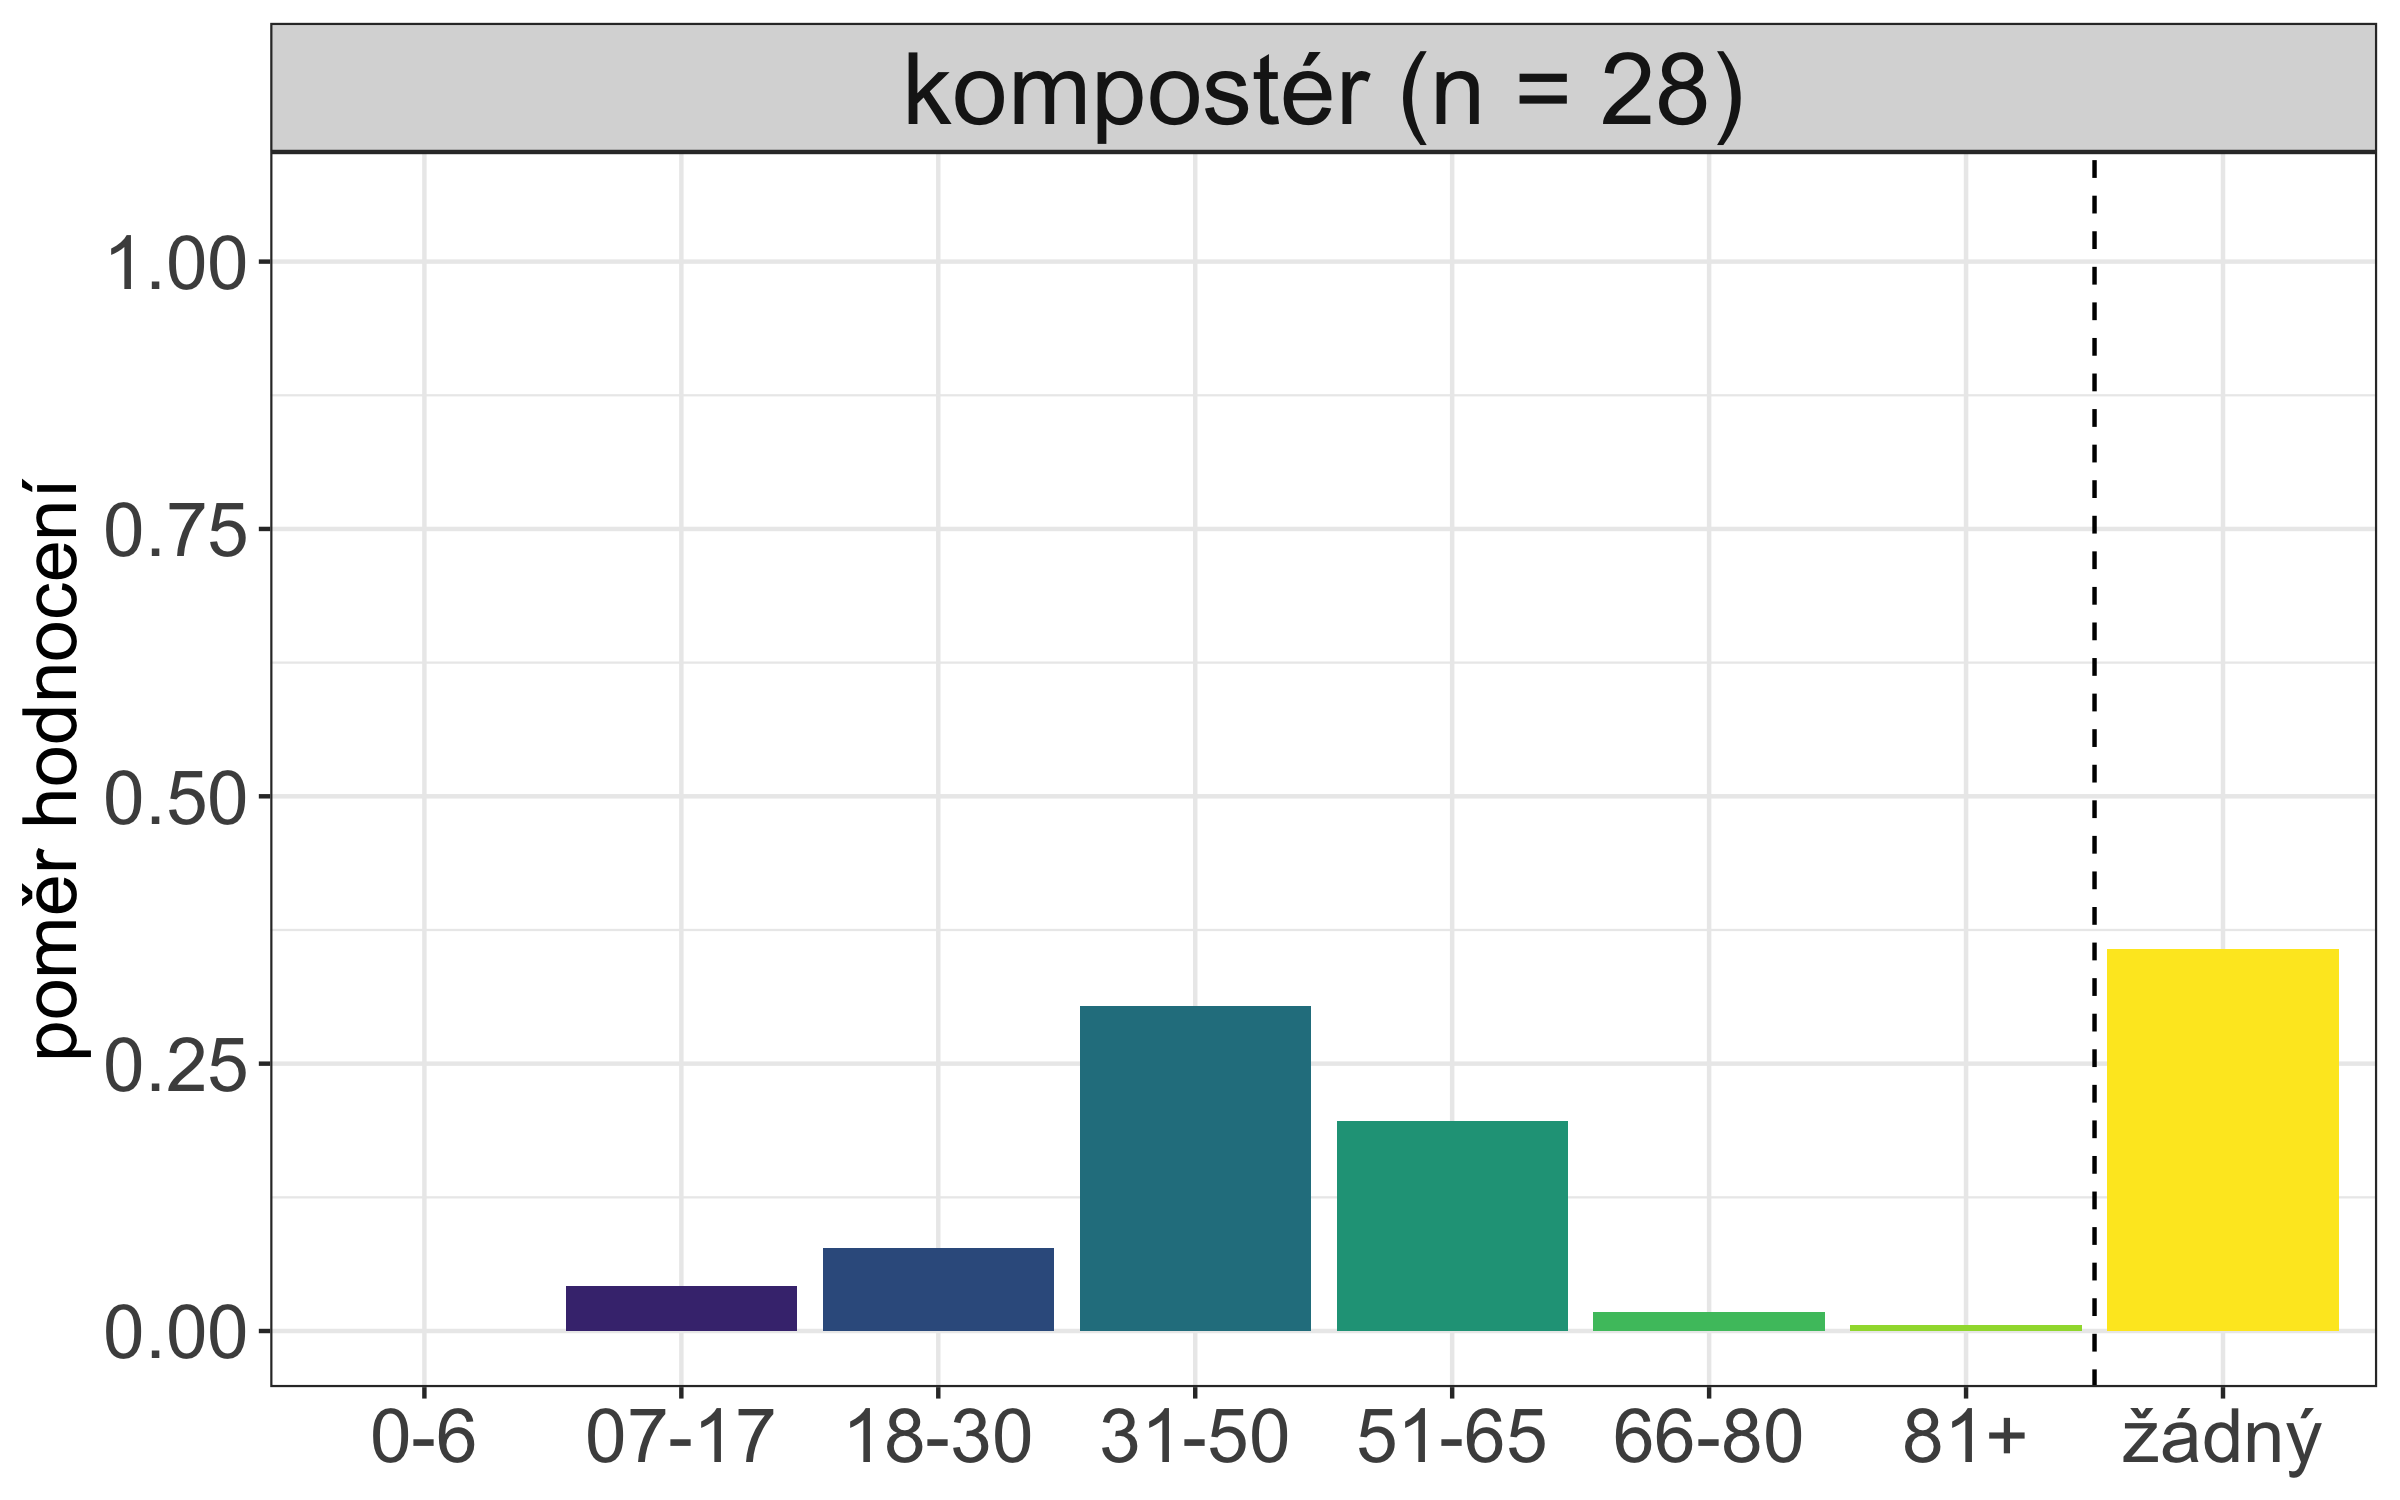 kompostér (n = 28)
poměr hodnocení
1.00
0.75
0.50
0.25
0.00
0-6 07-17 18-30 31-50 51-65 66-80 81+ žádný